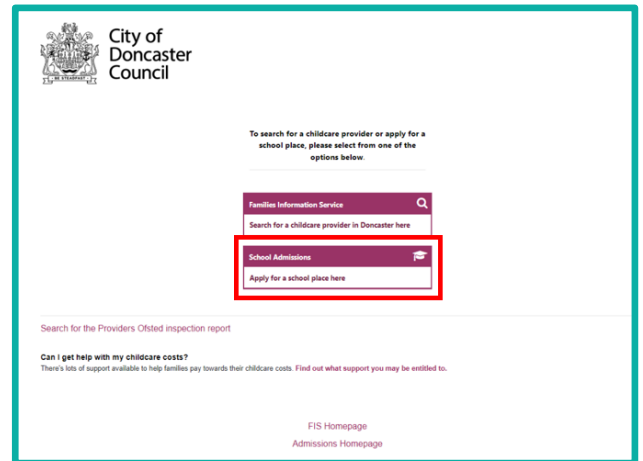 City of
Doncaster
Council
BE STEADFAST
To search for a childcare provider or apply for a
school place, please select from one of the
options below.
Families Information Service
Search for a childcare provider in Doncaster here
School Admissions
Apply for a school place here
Search for the Providers Ofsted inspection report
Can I get help with my childcare costs?
There's lots of support available to help families pay towards their childcare costs. Find out what support you may be entitled to.
FIS Homepage
Admissions Homepage